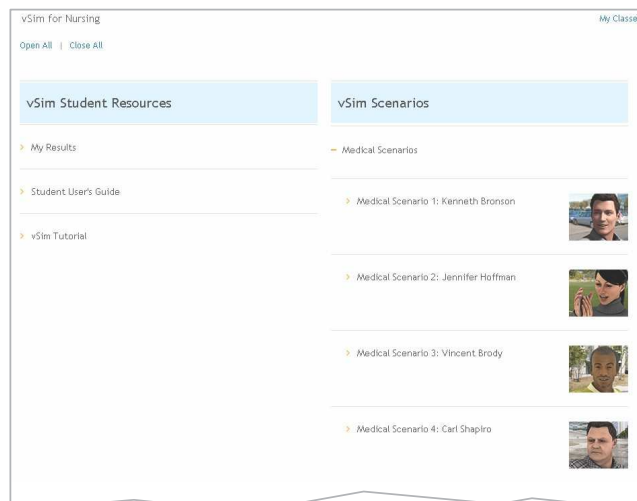 vSim for Nursing
My Classe
Open All | Close All
vSim Student Resources
My Results
Student User's Guide
vSim Tutorial
vSim Scenarios
Medical Scenarios
Medical Scenario 1: Kenneth Bronson
Medical Scenario 2: Jennifer Hoffman
Medical Scenario 3: Vincent Brody
Medical Scenario 4: Carl Shapiro